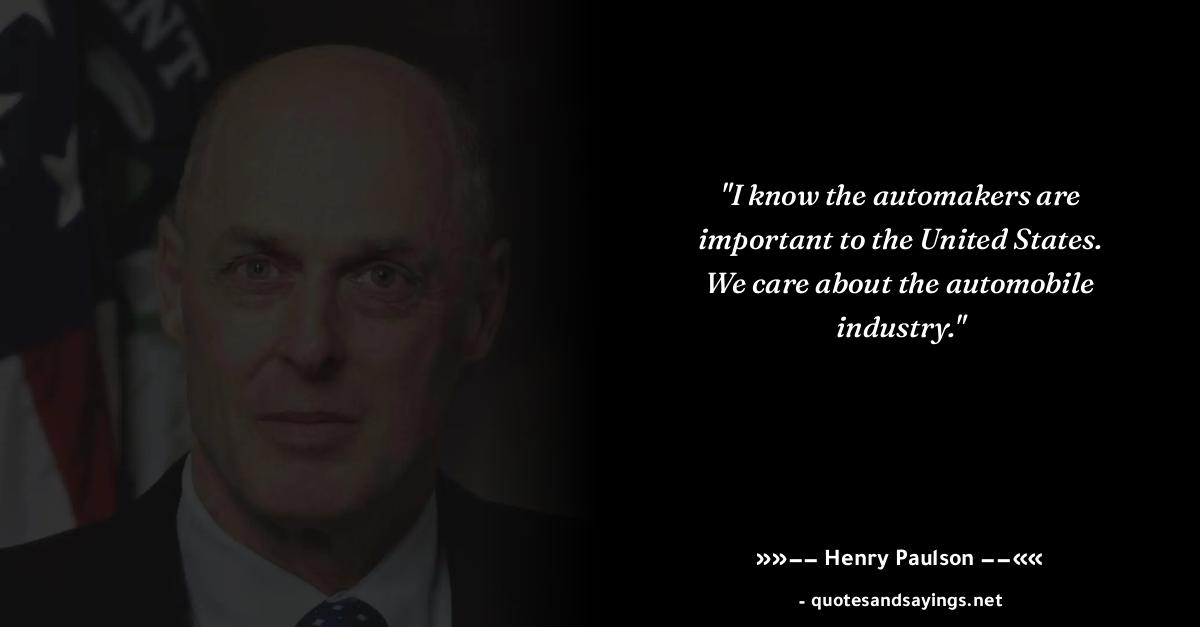 ENT
"I know the automakers are
important to the United States.
We care about the automobile
industry."
»»−− Henry Paulson −−««
- quotesandsayings.net